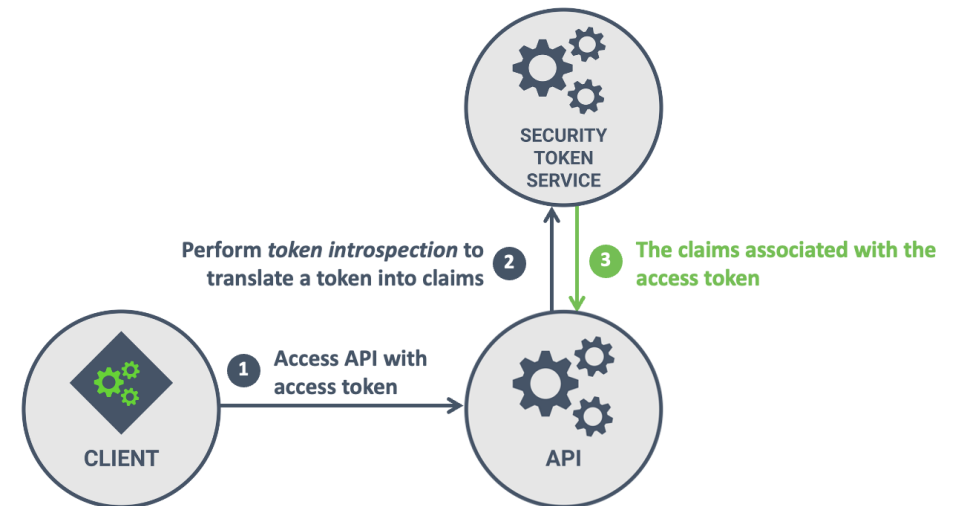 SECURITY
TOKEN
SERVICE
Perform token introspection to
translate a token into claims
2
3
The claims associated with the
access token
1
Access API with
access token
CLIENT
API